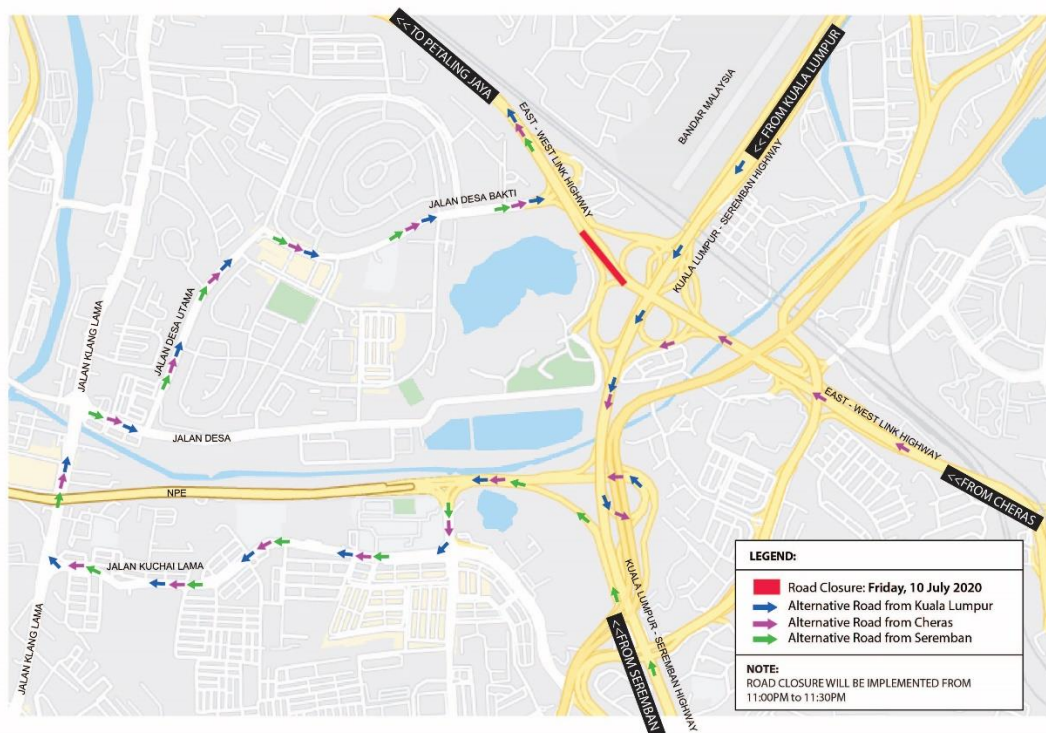 << TO PETALING JAYA
<< FROM KUALA LUMPUR
BANDAR MALAYSIA
EAST - WEST LINK HIGHWAY
KUALA LUMPUR - SEREMBAN HIGHWAY
JALAN DESA BAKTI
JALAN DESA UTAMA
JALAN KLANG LAMA
JALAN DESA
EAST - WEST LINK HIGHWAY
<<FROM CHERAS
NPE
JALAN KUCHAI LAMA
JALAN KLANG LAMA
<<FROM SEREMBAN
KUALA LUMPUR - SEREMBAN HIGHWAY
LEGEND:
Road Closure: Friday, 10 July 2020
Alternative Road from Kuala Lumpur
Alternative Road from Cheras
Alternative Road from Seremban
NOTE:
ROAD CLOSURE WILL BE IMPLEMENTED FROM
11:00PM to 11:30PM